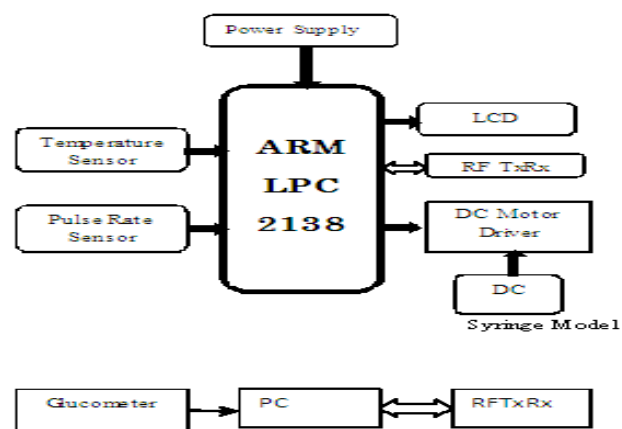 Power Supply
Temperature
Sensor
Pulse Rate
Sensor
ARM
LPC
2138
LCD
RF TxRx
DC Motor
Driver
DC
Syringe Model
Glucometer
PC
RFTxRx